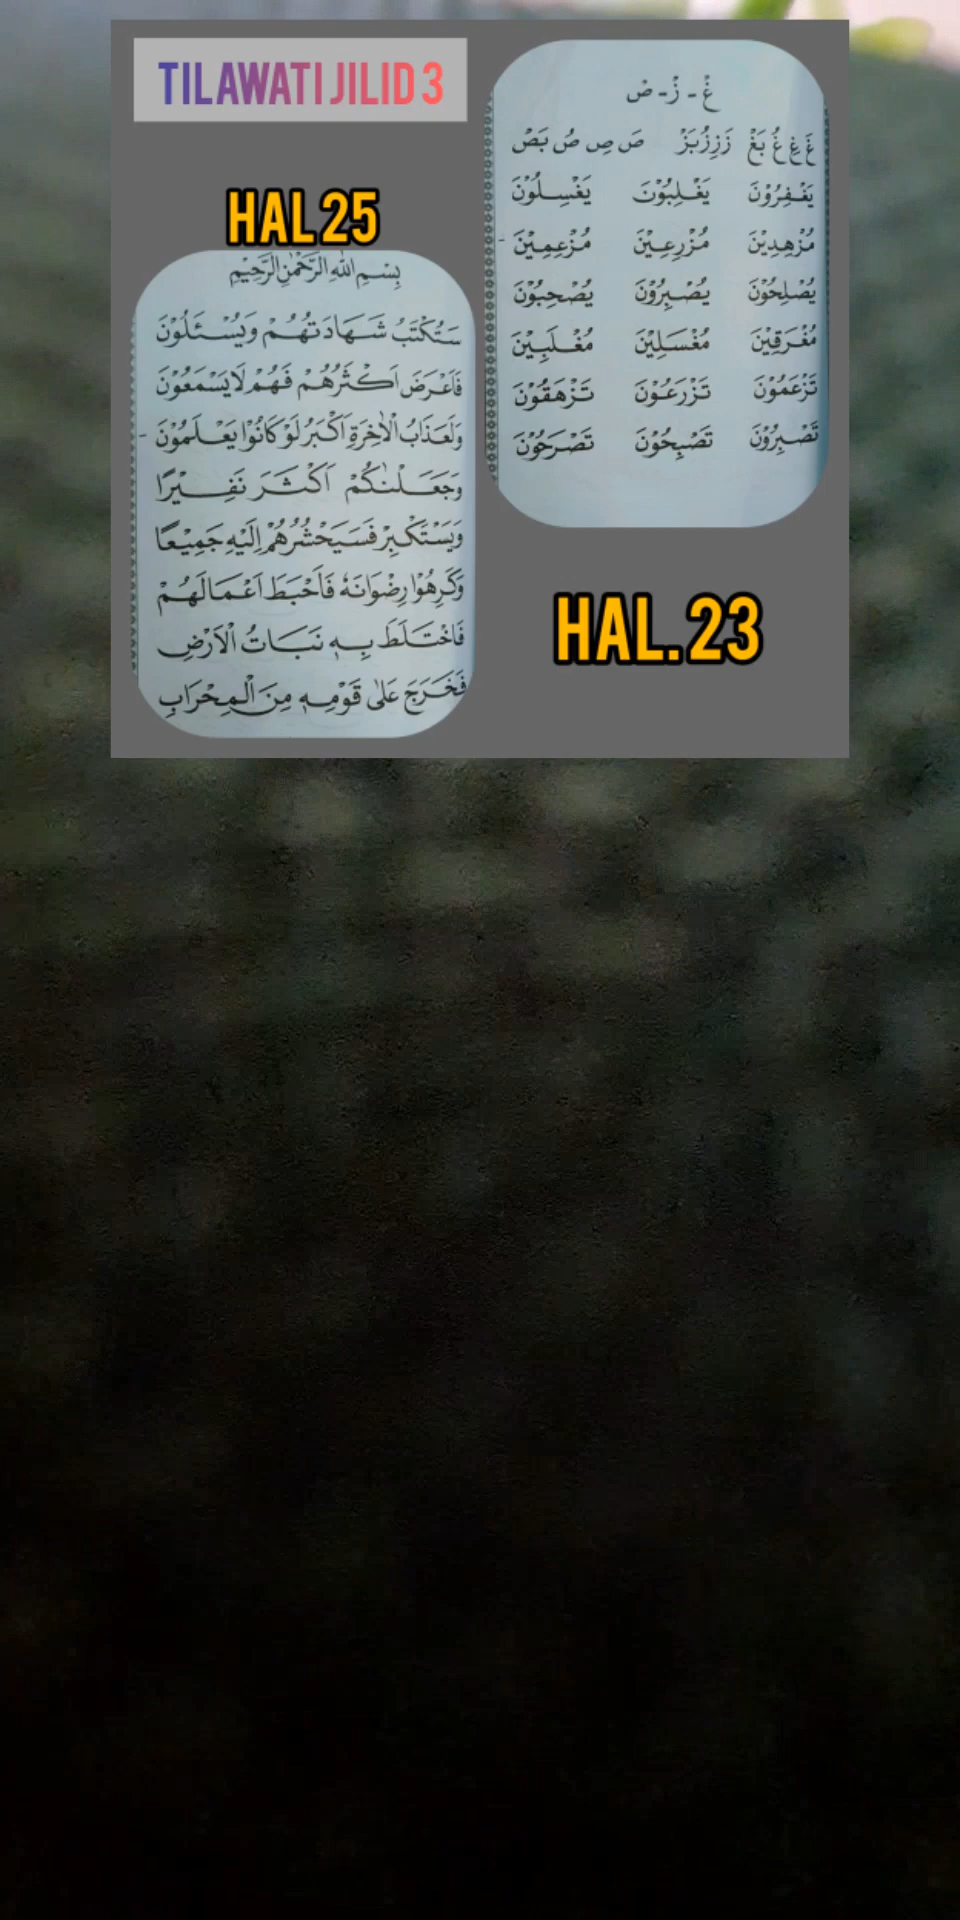 TILAWATI JILID 3
HAL 25
بِسْمِ اللهِ الرَّحْمٰنِ الرَّحِيْمِ
سَتُكْتَبُ شَهَادَتُهُمْ وَيُسْـَٔلُوْنَ
فَاَعْرَضَ اَكْثَرُهُمْ فَهُمْ لَا يَسْمَعُوْنَ
وَلَعَذَابُ الْاٰخِرَةِ اَكْبَرُ لَوْ كَانُوْا يَعْلَمُوْنَ
وَجَعَلْنٰكُمْ اَكْثَرَ نَفِيْرًا
وَيَسْتَكْبِرْ فَسَيَحْشُرُهُمْ اِلَيْهِ جَمِيْعًا
وَكَرِهُوْا رِضْوَانَهٗ فَاَحْبَطَ اَعْمَالَهُمْ
فَاخْتَلَطَ بِهٖ نَبَاتُ الْاَرْضِ
فَخَرَجَ عَلٰى قَوْمِهٖ مِنَ الْمِحْرَابِ
غْ - زْ - صْ
غَ غِ غُ بَغْ زَ زِ زُ بَزْ صَ صِ صُ بَصْ
يَغْفِرُوْنَ يَغْلِبُوْنَ يَغْسِلُوْنَ
مُزْهِدِيْنَ مُزْرِعِيْنَ مُزْعِمِيْنَ
يُصْلِحُوْنَ يُصْبِرُوْنَ يُصْحِبُوْنَ
مُغْرَقِيْنَ مُغْسَلِيْنَ مُغْلَبِيْنَ
تَزْعَمُوْنَ تَزْرَعُوْنَ تَزْهَقُوْنَ
تَصْبِرُوْنَ تَصْبِحُوْنَ تَصْرَخُوْنَ
HAL. 23